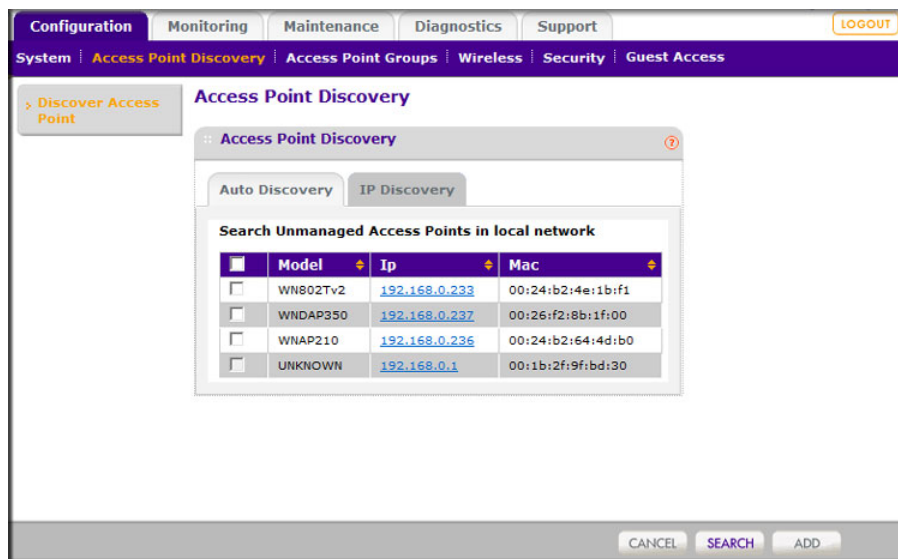 Configuration Monitoring Maintenance Diagnostics Support LOGOUT
System Access Point Discovery Access Point Groups Wireless Security Guest Access
Discover Access
Point
Access Point Discovery
Access Point Discovery ?
Auto Discovery IP Discovery
Search Unmanaged Access Points in local network
Model Ip Mac
WN802Tv2 192.168.0.233 00:24:b2:4e:1b:f1
WNDAP350 192.168.0.237 00:26:f2:8b:1f:00
WNAP210 192.168.0.236 00:24:b2:64:4d:b0
UNKNOWN 192.168.0.1 00:1b:2f:9f:bd:30
CANCEL SEARCH ADD